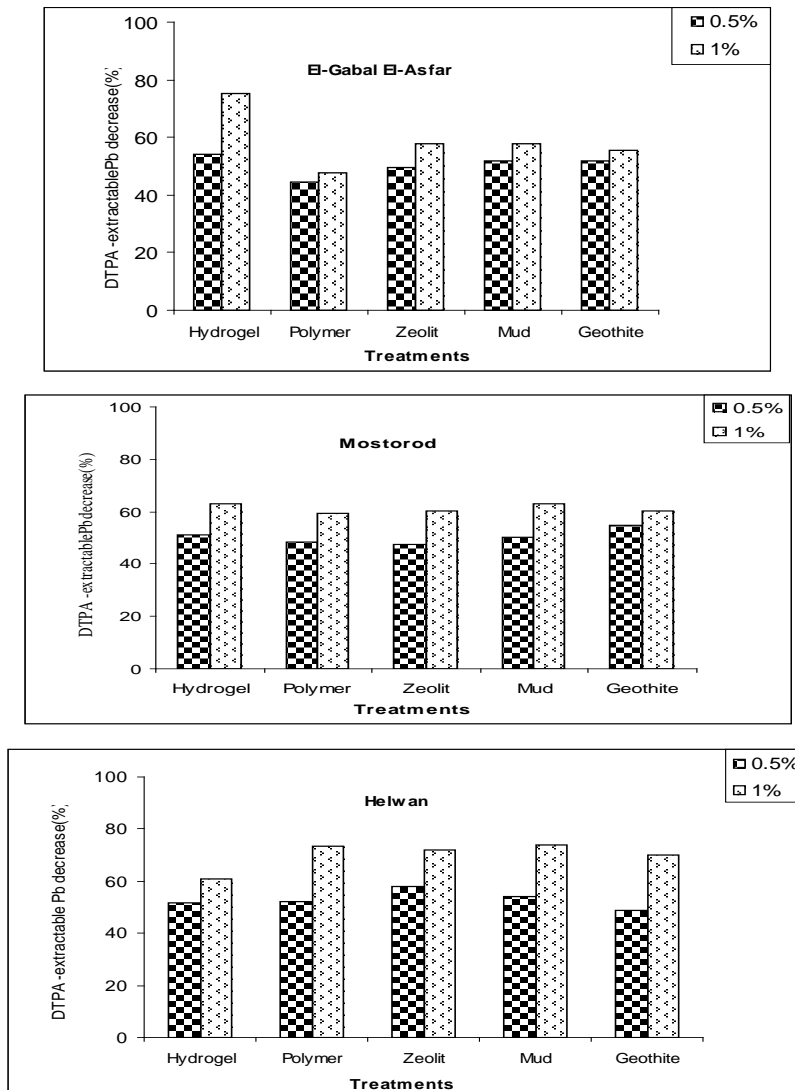 0.5%
1%
El-Gabal El-Asfar
DTPA -extractablePb decrease(%)
100
80
60
40
20
0
Hydrogel Polymer Zeolit Mud Geothite
Treatments
0.5%
1%
Mostorod
DTPA -extractablePbdecrease(%)
100
80
60
40
20
0
Hydrogel Polymer Zeolit Mud Geothite
Treatments
0.5%
1%
Helwan
DTPA -extractable Pb decrease(%)
100
80
60
40
20
0
Hydrogel Polymer Zeolit Mud Geothite
Treatments